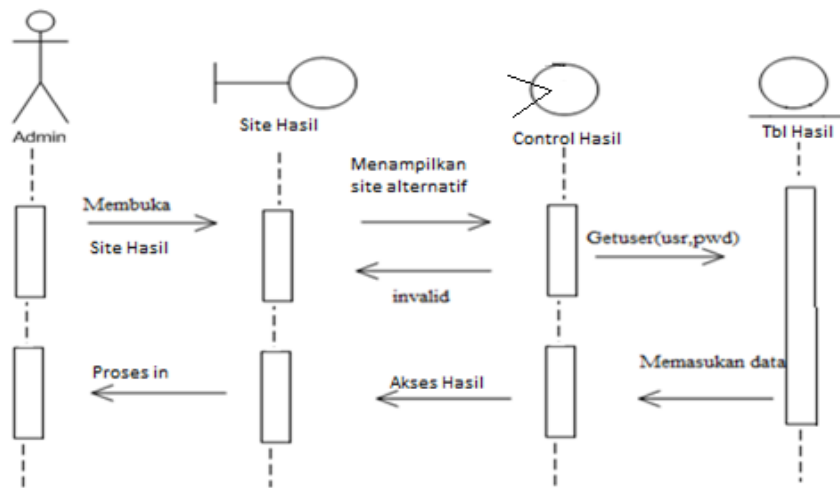 Admin
Site Hasil
Control Hasil
Tbl Hasil
Membuka
Site Hasil
Menampilkan
site alternatif
Getuser(usr,pwd)
invalid
Memasukan data
Akses Hasil
Proses in